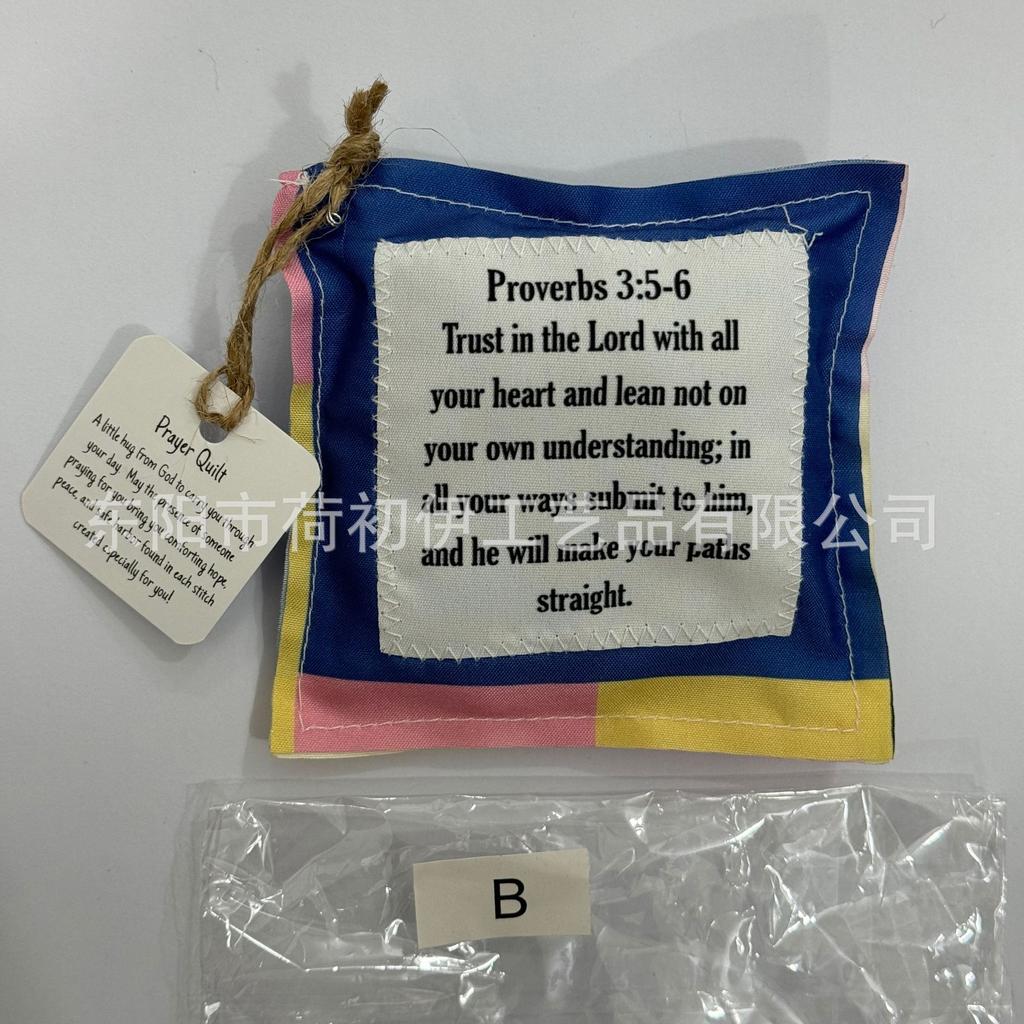 Proverbs 3:5-6
Trust in the Lord with all
your heart and lean not on
your own understanding; in
all your ways submit to him,
and he will make your paths
straight.
Prayer Quilt
A little hug from God to carry you through
your day. May the presence of someone
praying for you bring you comforting hope,
peace, and safe harbor found in each stitch
created especially for you!
东阳市荷初伊工艺品有限公司
B